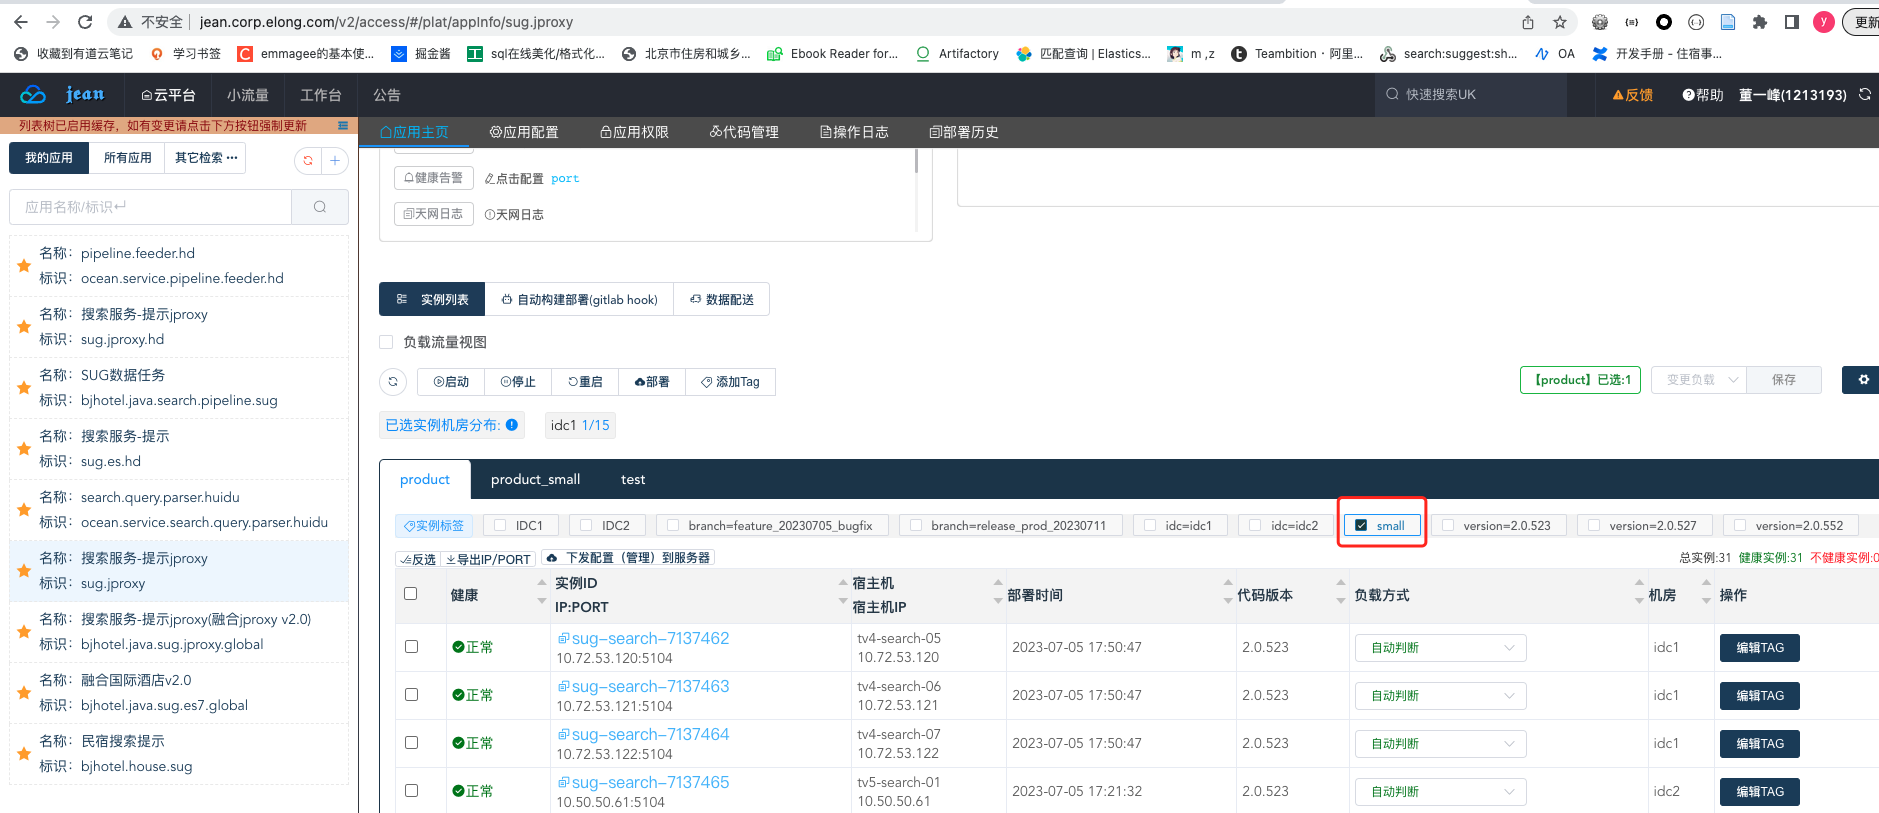 不安全 jean.corp.elong.com/v2/access/#/plat/appInfo/sug.jproxy
y 更新
收藏到有道云笔记 学习书签 emmagee的基本使... 掘金酱 sql在线美化/格式化... 北京市住房和城乡... Ebook Reader for... Artifactory 匹配查询 | Elastics... m ,z Teambition · 阿里... search:suggest:sh... OA 开发手册 - 住宿事...
jean 云平台 小流量 工作台 公告 快速搜索UK 反馈 帮助 董一峰(1213193)
列表树已启用缓存，如有变更请点击下方按钮强制更新
应用主页 应用配置 应用权限 代码管理 操作日志 部署历史
我的应用 所有应用 其它检索 •••
应用名称/标识↵
名称：pipeline.feeder.hd
标识：ocean.service.pipeline.feeder.hd
名称：搜索服务-提示jproxy
标识：sug.jproxy.hd
名称：SUG数据任务
标识：bjhotel.java.search.pipeline.sug
名称：搜索服务-提示
标识：sug.es.hd
名称：search.query.parser.huidu
标识：ocean.service.search.query.parser.huidu
名称：搜索服务-提示jproxy
标识：sug.jproxy
名称：搜索服务-提示jproxy(融合jproxy v2.0)
标识：bjhotel.java.sug.jproxy.global
名称：融合国际酒店v2.0
标识：bjhotel.java.sug.es7.global
名称：民宿搜索提示
标识：bjhotel.house.sug
健康告警 点击配置 port
天网日志 天网日志
实例列表 自动构建部署(gitlab hook) 数据配送
负载流量视图
启动 停止 重启 部署 添加Tag
【product】已选:1 变更负载 保存
已选实例机房分布: idc1 1/15
product product_small test
实例标签 IDC1 IDC2 branch=feature_20230705_bugfix branch=release_prod_20230711 idc=idc1 idc=idc2 small version=2.0.523 version=2.0.527 version=2.0.552
反选 导出IP/PORT 下发配置（管理）到服务器
总实例:31 健康实例:31 不健康实例:0
健康 实例ID IP:PORT 宿主机 宿主机IP 部署时间 代码版本 负载方式 机房 操作
正常 sug-search-7137462 tv4-search-05 2023-07-05 17:50:47 2.0.523 自动判断 idc1 编辑TAG
10.72.53.120:5104 10.72.53.120
正常 sug-search-7137463 tv4-search-06 2023-07-05 17:50:47 2.0.523 自动判断 idc1 编辑TAG
10.72.53.121:5104 10.72.53.121
正常 sug-search-7137464 tv4-search-07 2023-07-05 17:50:47 2.0.523 自动判断 idc1 编辑TAG
10.72.53.122:5104 10.72.53.122
正常 sug-search-7137465 tv5-search-01 2023-07-05 17:21:32 2.0.523 自动判断 idc2 编辑TAG
10.50.50.61:5104 10.50.50.61